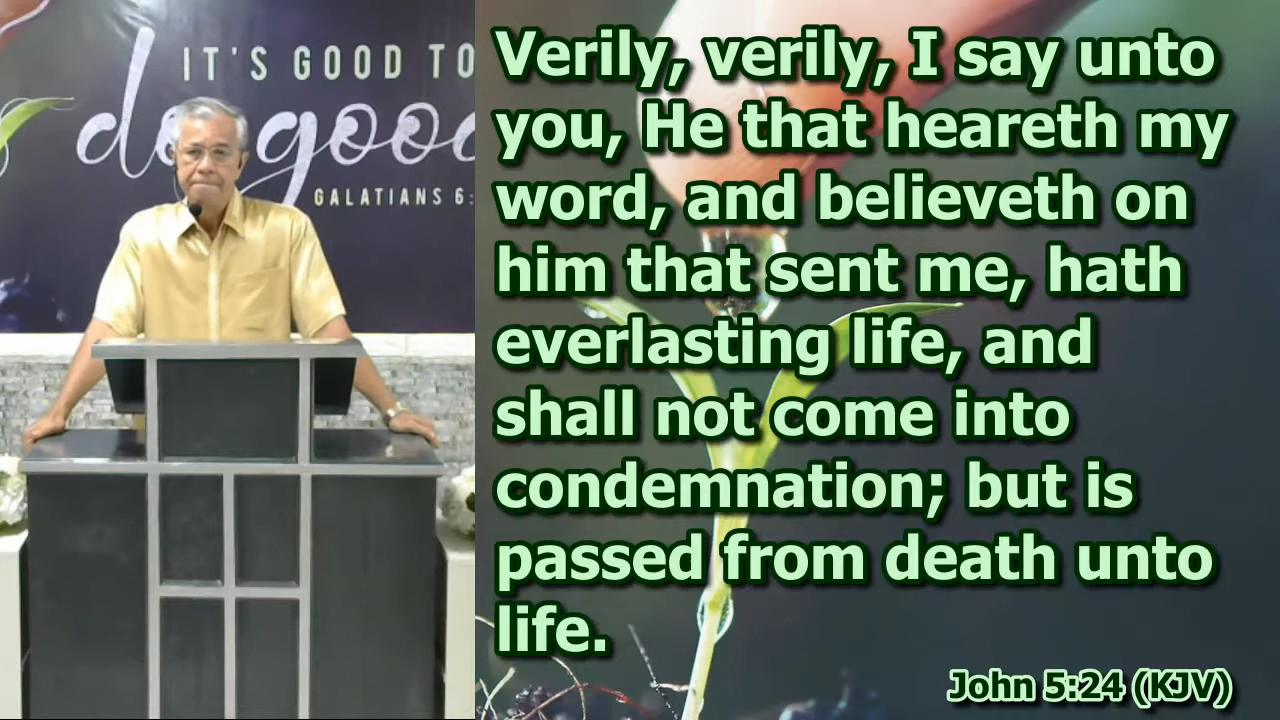 IT'S GOOD TO
do good
GALATIANS 6:
Verily, verily, I say unto
you, He that heareth my
word, and believeth on
him that sent me, hath
everlasting life, and
shall not come into
condemnation; but is
passed from death unto
life.
John 5:24 (KJV)